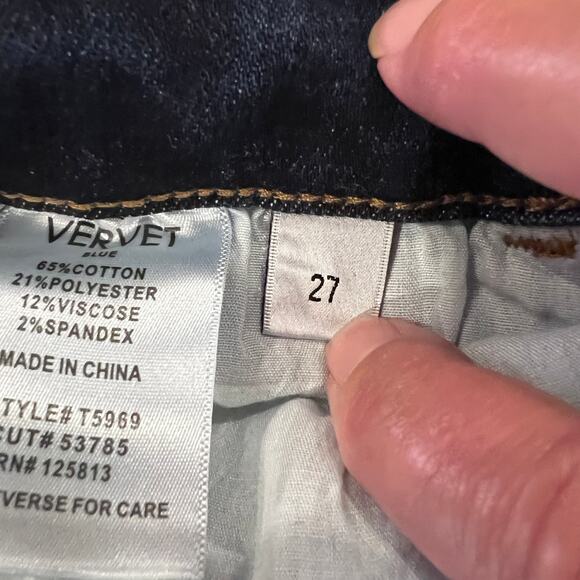 VERVET
BLUE
65%COTTON
21%POLYESTER
12%VISCOSE
2%SPANDEX
MADE IN CHINA
TYLE# T5969
CUT# 53785
RN# 125813
VERSE FOR CARE
27